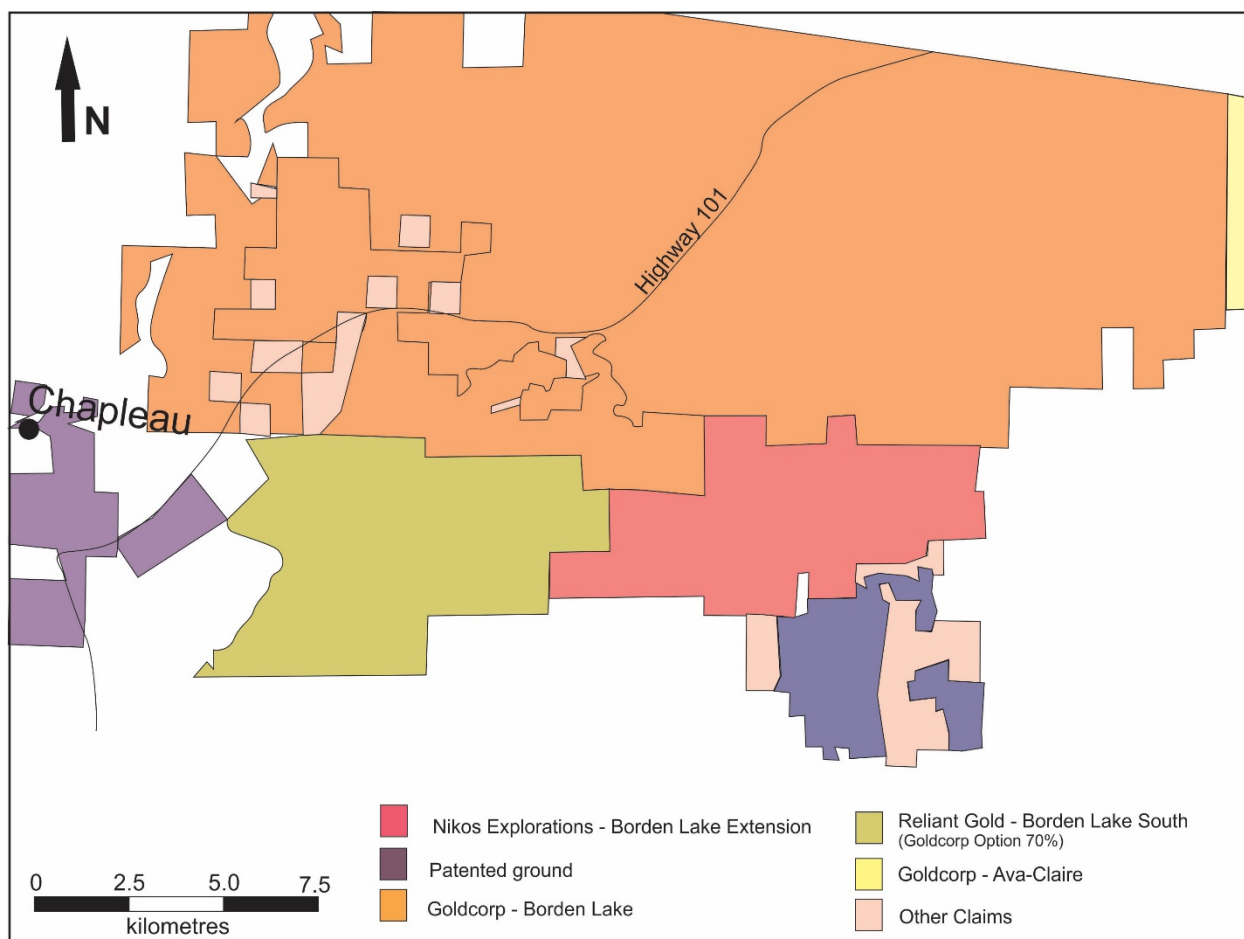 N
Highway 101
Chapleau
Nikos Explorations - Borden Lake Extension
Patented ground
Goldcorp - Borden Lake
Reliant Gold - Borden Lake South
(Goldcorp Option 70%)
Goldcorp - Ava-Claire
Other Claims
0 2.5 5.0 7.5
kilometres